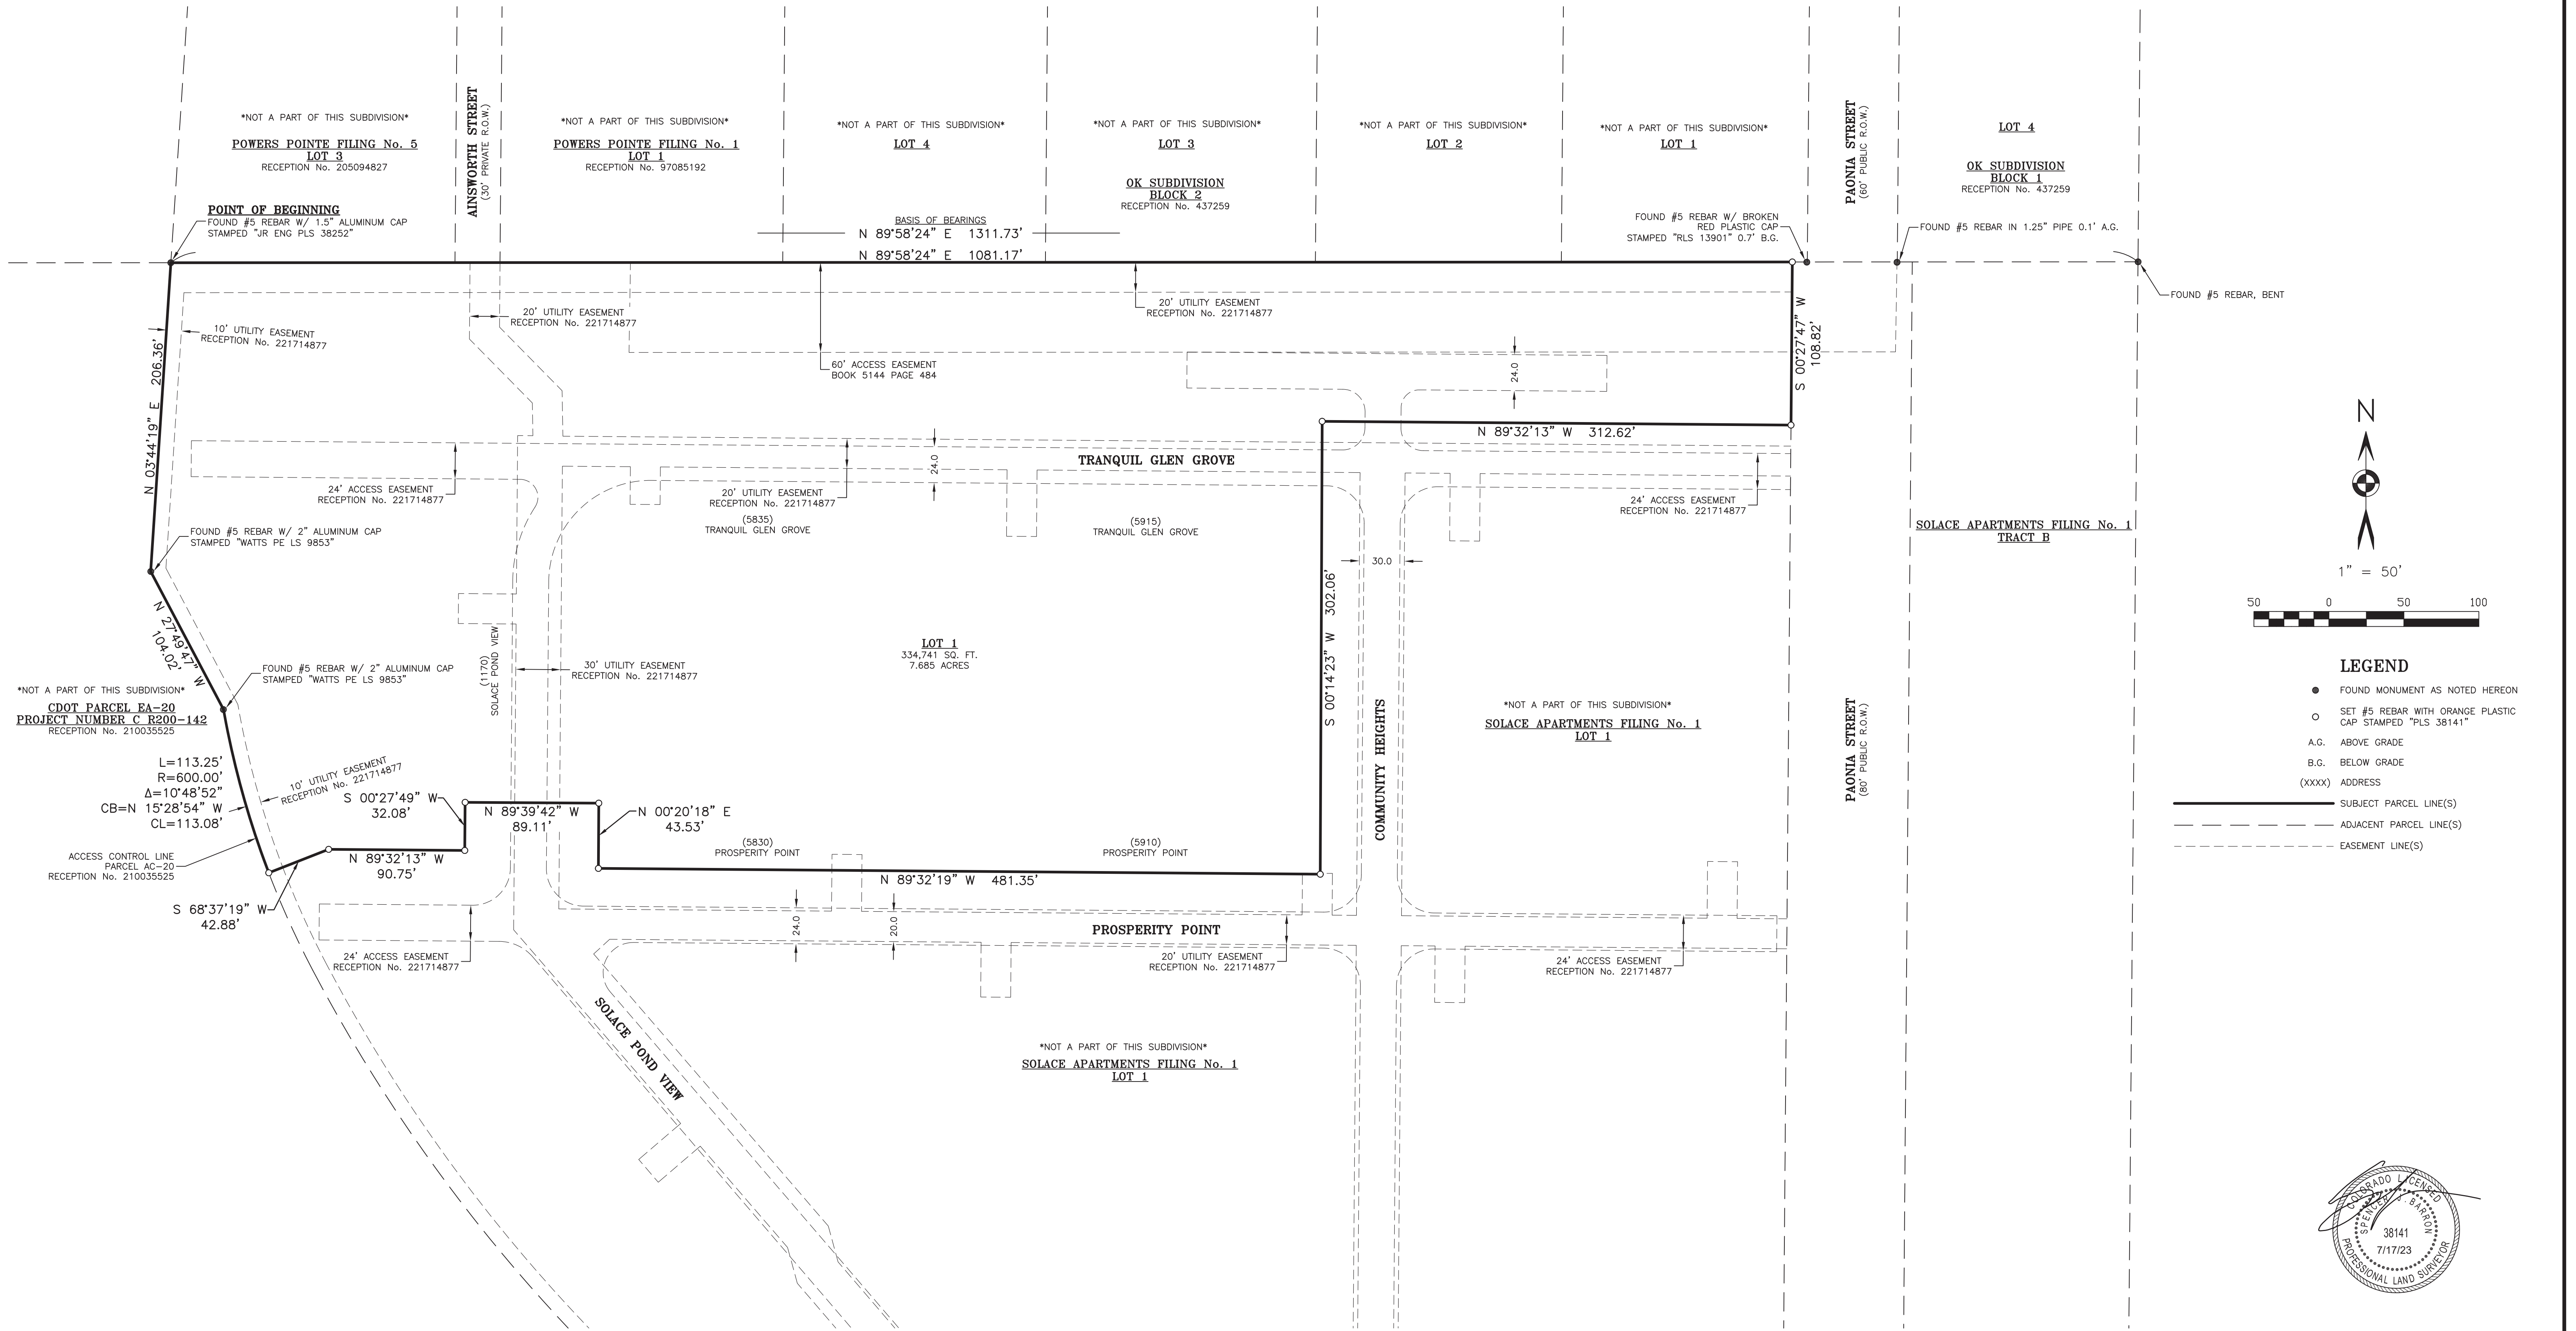 *NOT A PART OF THIS SUBDIVISION*
POWERS POINTE FILING No. 5
LOT 3
RECEPTION No. 205094827
AINSWORTH STREET
(30' PRIVATE R.O.W.)
*NOT A PART OF THIS SUBDIVISION*
POWERS POINTE FILING No. 1
LOT 1
RECEPTION No. 97085192
*NOT A PART OF THIS SUBDIVISION*
LOT 4
*NOT A PART OF THIS SUBDIVISION*
LOT 3
OK SUBDIVISION
BLOCK 2
RECEPTION No. 437259
*NOT A PART OF THIS SUBDIVISION*
LOT 2
*NOT A PART OF THIS SUBDIVISION*
LOT 1
PAONIA STREET
(60' PUBLIC R.O.W.)
LOT 4
OK SUBDIVISION
BLOCK 1
RECEPTION No. 437259
POINT OF BEGINNING
FOUND #5 REBAR W/ 1.5" ALUMINUM CAP
STAMPED "JR ENG PLS 38252"
BASIS OF BEARINGS
N 89°58'24" E 1311.73'
N 89°58'24" E 1081.17'
FOUND #5 REBAR W/ BROKEN
RED PLASTIC CAP
STAMPED "RLS 13901" 0.7' B.G.
FOUND #5 REBAR IN 1.25" PIPE 0.1' A.G.
FOUND #5 REBAR, BENT
10' UTILITY EASEMENT
RECEPTION No. 221714877
20' UTILITY EASEMENT
RECEPTION No. 221714877
60' ACCESS EASEMENT
BOOK 5144 PAGE 484
20' UTILITY EASEMENT
RECEPTION No. 221714877
24.0
S 00°27'47" W
108.82'
N 03°44'19" E 206.36'
N 89°32'13" W 312.62'
TRANQUIL GLEN GROVE
24.0
24' ACCESS EASEMENT
RECEPTION No. 221714877
20' UTILITY EASEMENT
RECEPTION No. 221714877
24' ACCESS EASEMENT
RECEPTION No. 221714877
(5835)
TRANQUIL GLEN GROVE
(5915)
TRANQUIL GLEN GROVE
FOUND #5 REBAR W/ 2" ALUMINUM CAP
STAMPED "WATTS PE LS 9853"
30.0
SOLACE APARTMENTS FILING No. 1
TRACT B
N 27°49'47" W
104.02'
FOUND #5 REBAR W/ 2" ALUMINUM CAP
STAMPED "WATTS PE LS 9853"
(1170)
SOLACE POND VIEW
30' UTILITY EASEMENT
RECEPTION No. 221714877
LOT 1
334,741 SQ. FT.
7.685 ACRES
S 00°14'23" W 302.06'
COMMUNITY HEIGHTS
*NOT A PART OF THIS SUBDIVISION*
SOLACE APARTMENTS FILING No. 1
LOT 1
PAONIA STREET
(80' PUBLIC R.O.W.)
*NOT A PART OF THIS SUBDIVISION*
CDOT PARCEL EA-20
PROJECT NUMBER C R200-142
RECEPTION No. 210035525
L=113.25'
R=600.00'
Δ=10°48'52"
CB=N 15°28'54" W
CL=113.08'
10' UTILITY EASEMENT
RECEPTION No. 221714877
ACCESS CONTROL LINE
PARCEL AC-20
RECEPTION No. 210035525
S 00°27'49" W
32.08'
N 89°39'42" W
89.11'
N 00°20'18" E
43.53'
N 89°32'13" W
90.75'
S 68°37'19" W
42.88'
(5830)
PROSPERITY POINT
(5910)
PROSPERITY POINT
N 89°32'19" W 481.35'
24.0
20.0
PROSPERITY POINT
24' ACCESS EASEMENT
RECEPTION No. 221714877
20' UTILITY EASEMENT
RECEPTION No. 221714877
24' ACCESS EASEMENT
RECEPTION No. 221714877
SOLACE POND VIEW
*NOT A PART OF THIS SUBDIVISION*
SOLACE APARTMENTS FILING No. 1
LOT 1
N
1" = 50'
50 0 50 100
LEGEND
FOUND MONUMENT AS NOTED HEREON
SET #5 REBAR WITH ORANGE PLASTIC
CAP STAMPED "PLS 38141"
A.G. ABOVE GRADE
B.G. BELOW GRADE
(XXXX) ADDRESS
SUBJECT PARCEL LINE(S)
ADJACENT PARCEL LINE(S)
EASEMENT LINE(S)
COLORADO LICENSED
SPENCER J. BARRON
38141
7/17/23
PROFESSIONAL LAND SURVEYOR